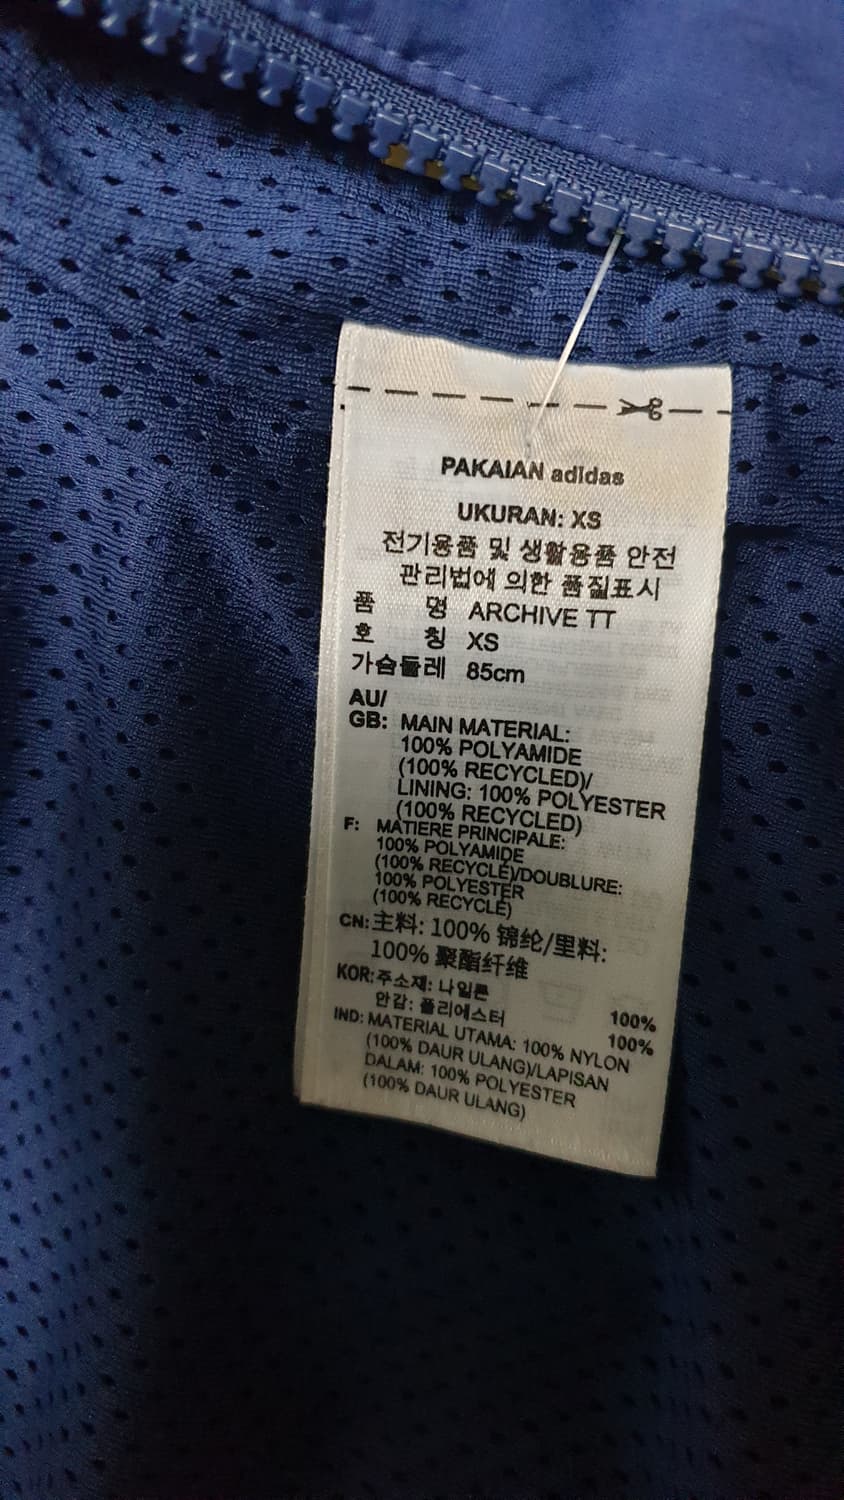 PAKAIAN adidas
UKURAN: XS
전기용품 및 생활용품 안전
관리법에 의한 품질표시
품 명 ARCHIVE TT
호 칭 XS
가슴둘레 85cm
AU/
GB: MAIN MATERIAL:
100% POLYAMIDE
(100% RECYCLED)/
LINING: 100% POLYESTER
(100% RECYCLED)
F: MATIERE PRINCIPALE:
100% POLYAMIDE
(100% RECYCLÉ)/DOUBLURE:
100% POLYESTER
(100% RECYCLÉ)
CN: 主料: 100% 锦纶/里料:
100% 聚酯纤维
KOR: 주소재: 나일론 100%
안감: 폴리에스터 100%
IND: MATERIAL UTAMA: 100% NYLON
(100% DAUR ULANG)/LAPISAN
DALAM: 100% POLYESTER
(100% DAUR ULANG)